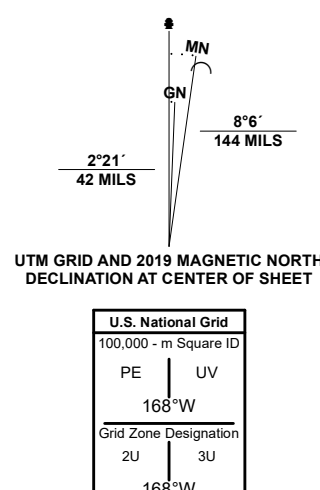 MN
GN
8°6´
144 MILS
2°21´
42 MILS
UTM GRID AND 2019 MAGNETIC NORTH
DECLINATION AT CENTER OF SHEET
U.S. National Grid
100,000 - m Square ID
PE UV
168°W
Grid Zone Designation
2U 3U
168°W